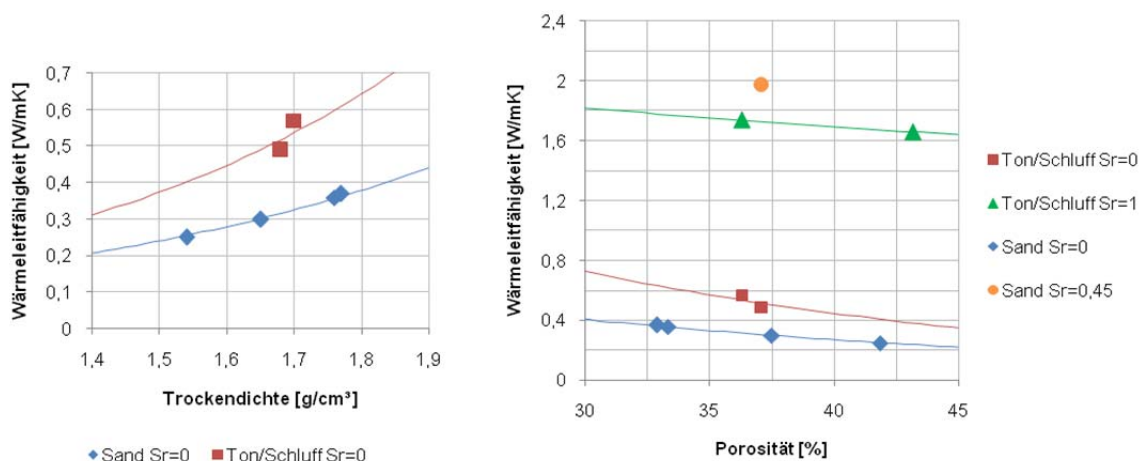 Wärmeleitfähigkeit [W/mK]
0,7
0,6
0,5
0,4
0,3
0,2
0,1
0
1,4 1,5 1,6 1,7 1,8 1,9
Trockendichte [g/cm³]
Sand Sr=0 Ton/Schluff Sr=0
Wärmeleitfähigkeit [W/mK]
2,4
2
1,6
1,2
0,8
0,4
0
30 35 40 45
Porosität [%]
Ton/Schluff Sr=0
Ton/Schluff Sr=1
Sand Sr=0
Sand Sr=0,45